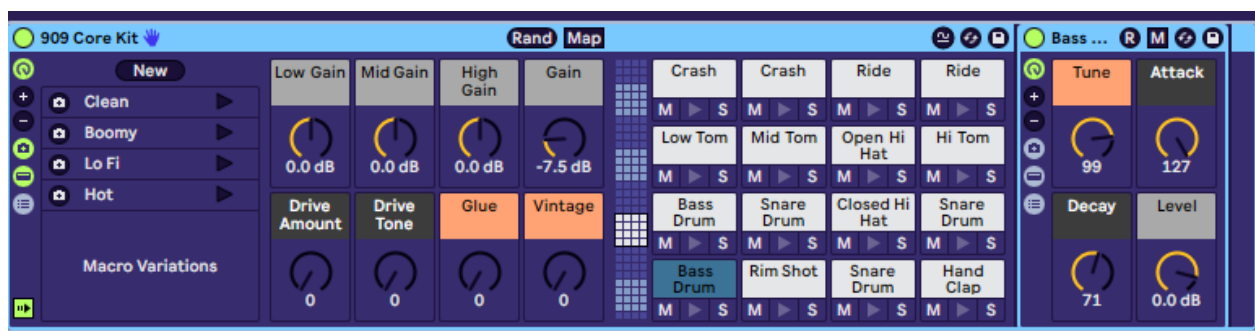 909 Core Kit
Rand Map
Bass ... R M
New
Clean
Boomy
Lo Fi
Hot
Macro Variations
Low Gain Mid Gain High Gain Gain
0.0 dB 0.0 dB 0.0 dB -7.5 dB
Drive Amount Drive Tone Glue Vintage
0 0 0 0
Crash Crash Ride Ride
M S M S M S M S
Low Tom Mid Tom Open Hi Hat Hi Tom
M S M S M S M S
Bass Drum Snare Drum Closed Hi Hat Snare Drum
M S M S M S M S
Bass Drum Rim Shot Snare Drum Hand Clap
M S M S M S M S
Tune Attack
99 127
Decay Level
71 0.0 dB